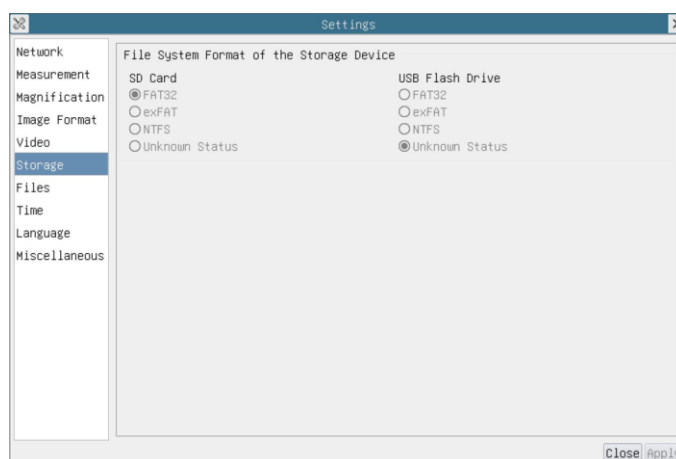 Settings
Network
Measurement
Magnification
Image Format
Video
Storage
Files
Time
Language
Miscellaneous
File System Format of the Storage Device
SD Card
FAT32
exFAT
NTFS
Unknown Status
USB Flash Drive
FAT32
exFAT
NTFS
Unknown Status
Close Apply